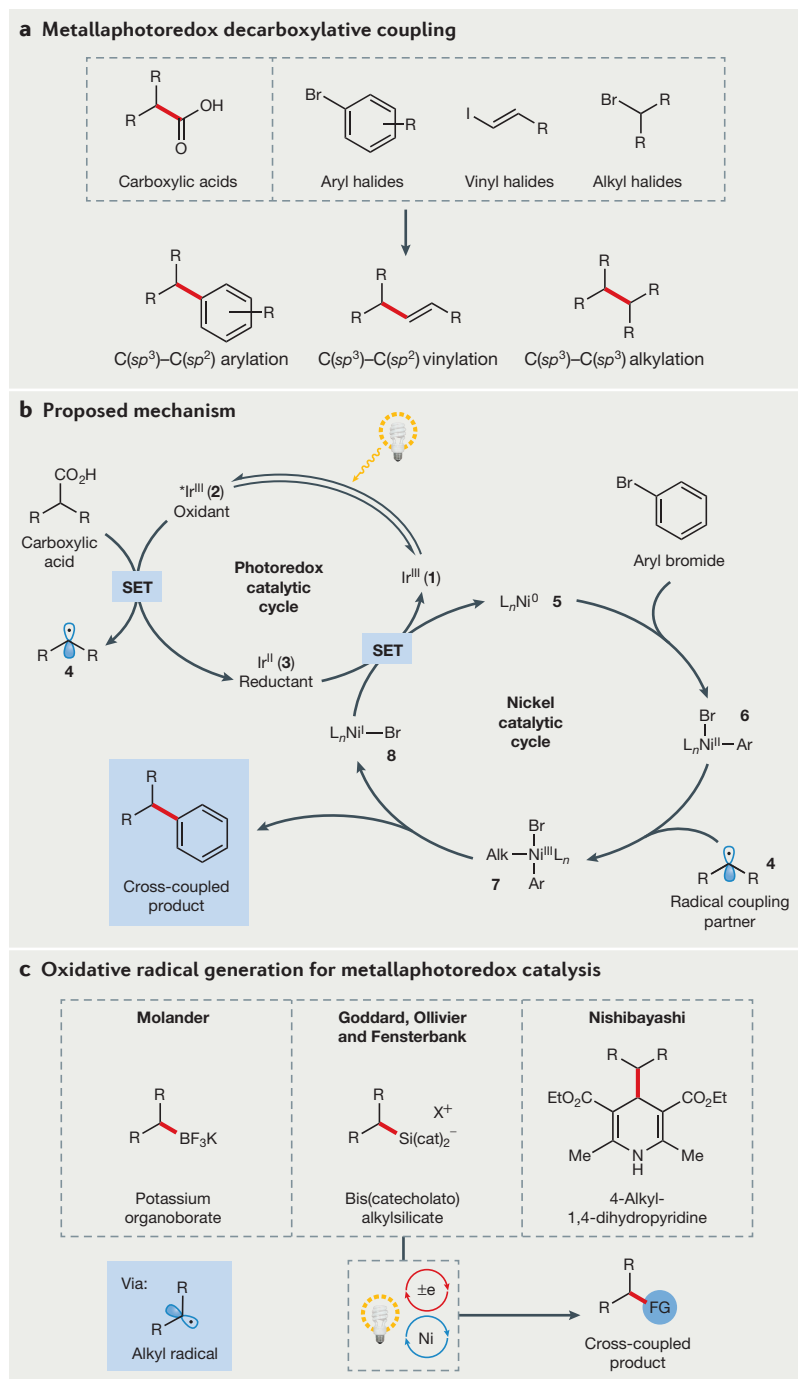 a Metallaphotoredox decarboxylative coupling
R
R
OH
O
Carboxylic acids
Br
R
Aryl halides
I
R
Vinyl halides
Br
R
R
Alkyl halides
R
R
R
C(sp³)–C(sp²) arylation
R
R
R
C(sp³)–C(sp²) vinylation
R
R
R
R
C(sp³)–C(sp³) alkylation
b Proposed mechanism
CO₂H
R
R
Carboxylic
acid
*Irᴵᴵᴵ (2)
Oxidant
SET
R
R
4
Photoredox
catalytic
cycle
Irᴵᴵᴵ (1)
Irᴵᴵ (3)
Reductant
SET
LₙNi⁰ 5
Br
Aryl bromide
Nickel
catalytic
cycle
Br
6
LₙNiᴵᴵ–Ar
LₙNiᴵ–Br
8
R
R
Cross-coupled
product
Br
Alk–NiᴵᴵᴵLₙ
7
Ar
4
R
R
Radical coupling
partner
c Oxidative radical generation for metallaphotoredox catalysis
Molander
R
R
BF₃K
Potassium
organoborate
Goddard, Ollivier
and Fensterbank
R
X⁺
R
Si(cat)₂⁻
Bis(catecholato)
alkylsilicate
Nishibayashi
R
R
EtO₂C
CO₂Et
Me
N
H
Me
4-Alkyl-
1,4-dihydropyridine
Via:
R
R
Alkyl radical
±e
Ni
R
R
FG
Cross-coupled
product